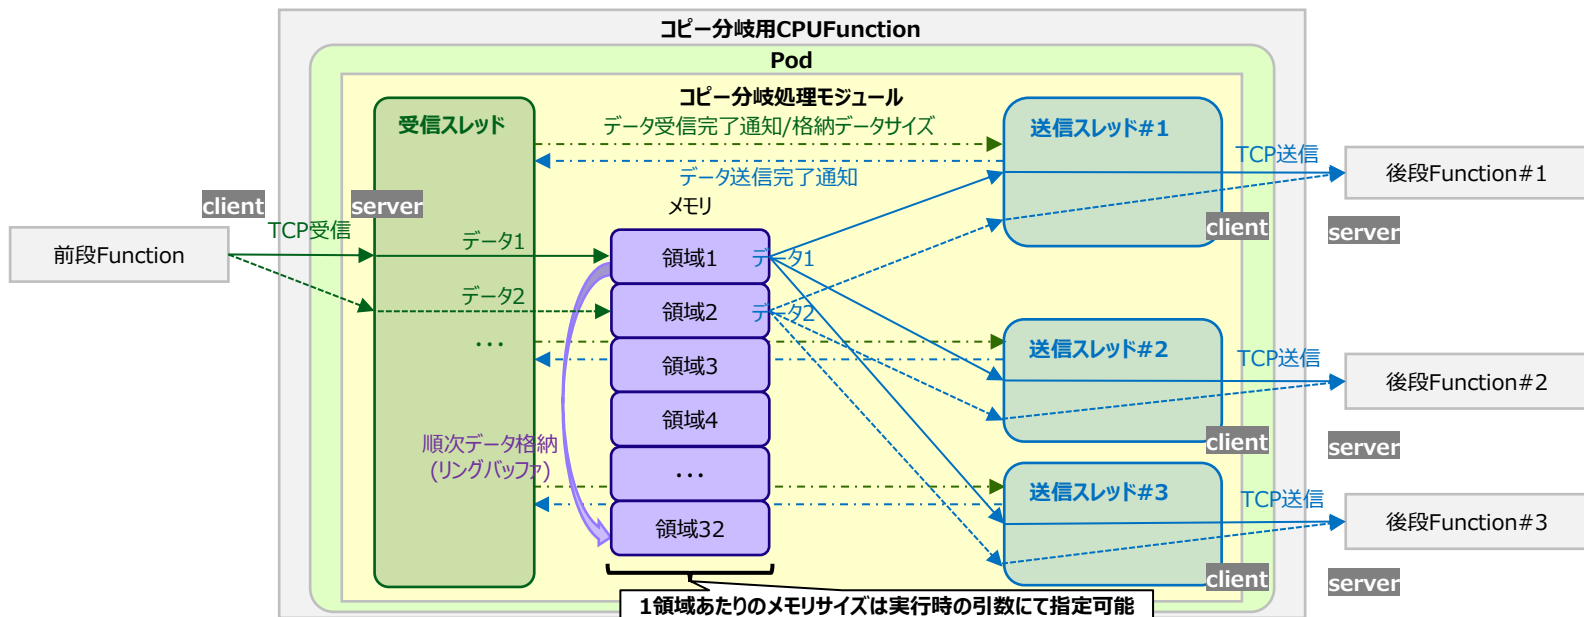 コピー分岐用CPUFunction
Pod
コピー分岐処理モジュール
受信スレッド
データ受信完了通知/格納データサイズ
データ送信完了通知
メモリ
送信スレッド#1
TCP送信
後段Function#1
client
server
client
server
TCP受信
前段Function
データ1
領域1
データ1
データ2
領域2
データ2
...
領域3
領域4
...
領域32
順次データ格納
(リングバッファ)
送信スレッド#2
TCP送信
後段Function#2
client
server
送信スレッド#3
TCP送信
後段Function#3
client
server
1領域あたりのメモリサイズは実行時の引数にて指定可能